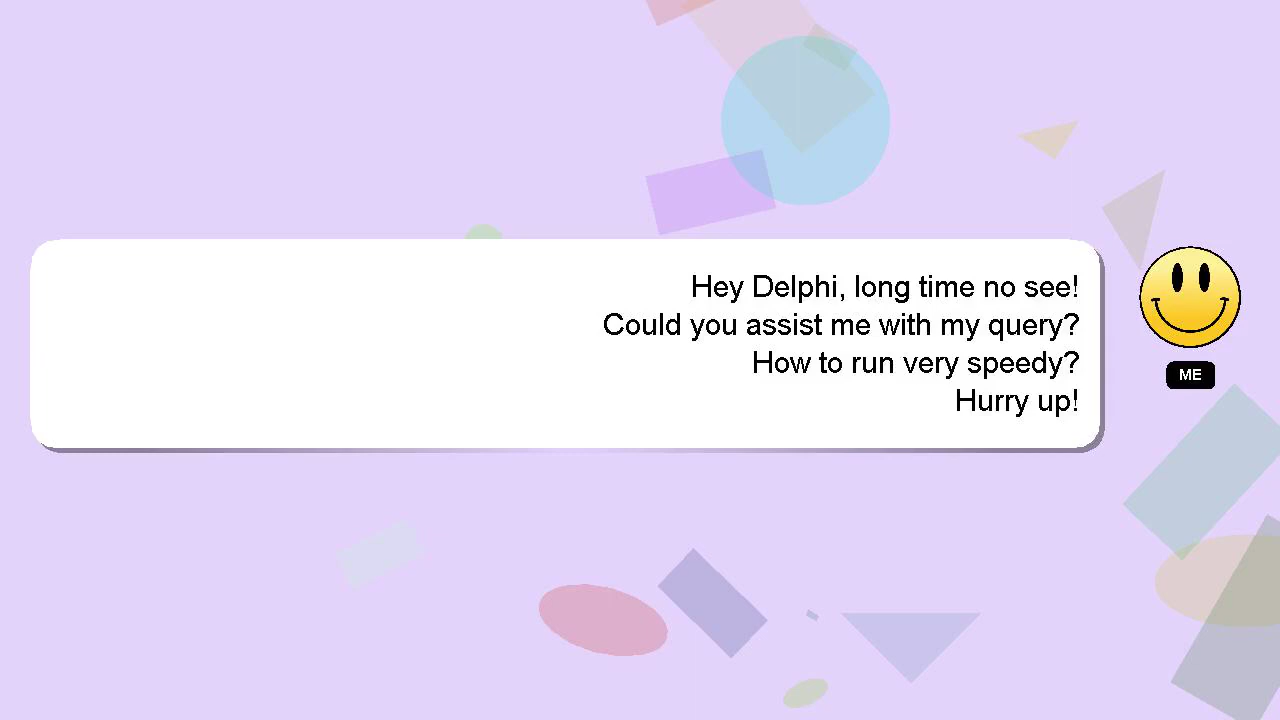 Hey Delphi, long time no see!
Could you assist me with my query?
How to run very speedy?
Hurry up!
ME